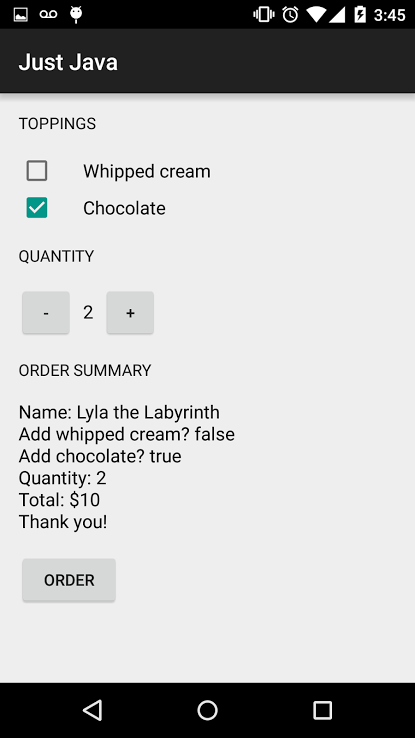 3:45
Just Java
TOPPINGS
Whipped cream
Chocolate
QUANTITY
- 2 +
ORDER SUMMARY
Name: Lyla the Labyrinth
Add whipped cream? false
Add chocolate? true
Quantity: 2
Total: $10
Thank you!
ORDER